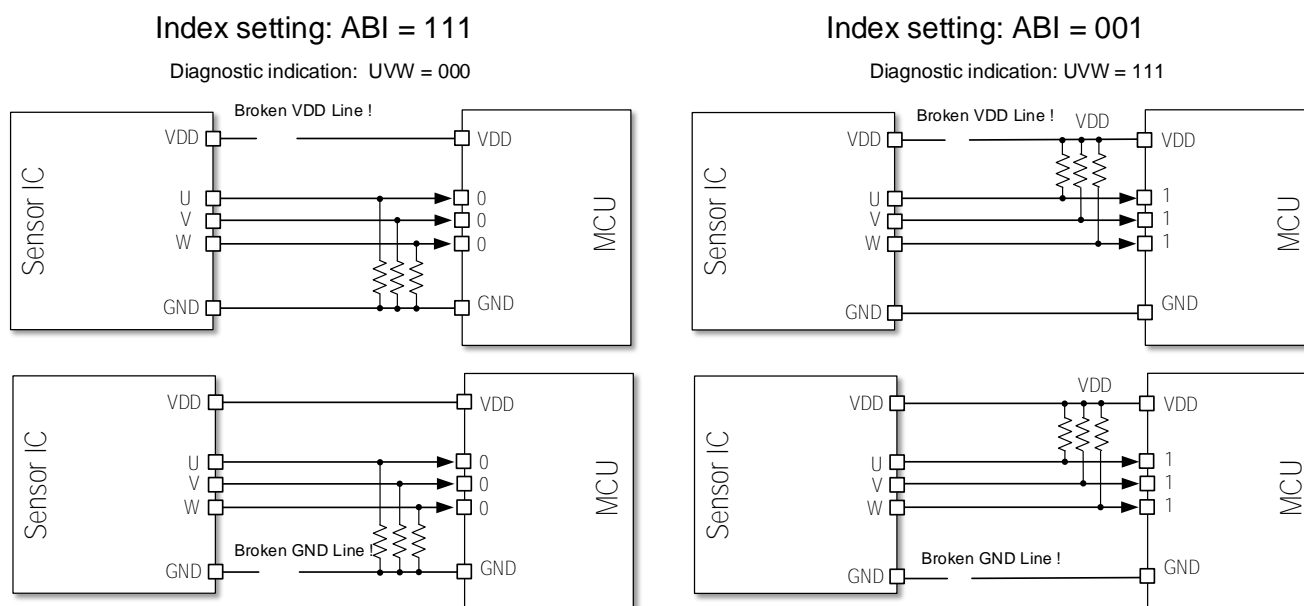 Index setting: ABI = 111
Diagnostic indication: UVW = 000
Broken VDD Line !
VDD
VDD
Sensor IC
U
V
W
0
0
0
MCU
GND
GND
VDD
VDD
Sensor IC
U
V
W
0
0
0
MCU
Broken GND Line !
GND
GND
Index setting: ABI = 001
Diagnostic indication: UVW = 111
Broken VDD Line !
VDD
VDD
VDD
Sensor IC
U
V
W
1
1
1
MCU
GND
GND
VDD
VDD
VDD
Sensor IC
U
V
W
1
1
1
MCU
Broken GND Line !
GND
GND